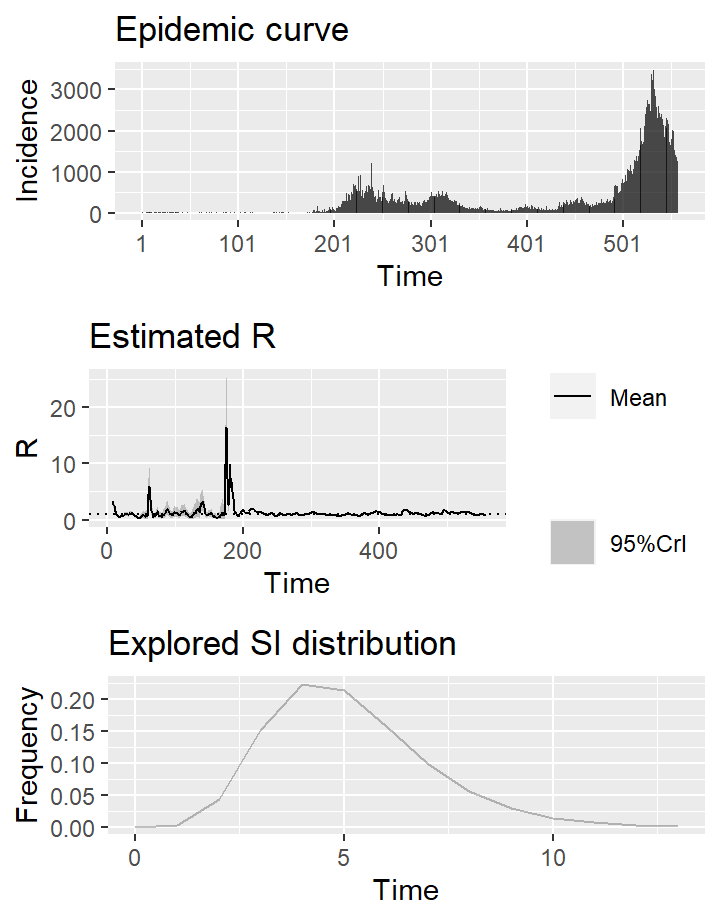 Epidemic curve
Incidence
3000
2000
1000
0
1 101 201 301 401 501
Time
Estimated R
R
20
10
0
0 200 400
Time
Mean
95%CrI
Explored SI distribution
Frequency
0.20
0.15
0.10
0.05
0.00
0 5 10
Time